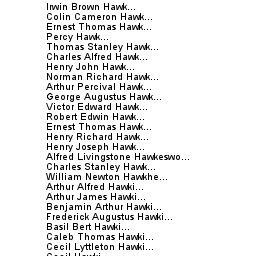 Irwin Brown Hawk...
Colin Cameron Hawk...
Ernest Thomas Hawk...
Percy Hawk...
Thomas Stanley Hawk...
Charles Alfred Hawk...
Henry John Hawk...
Norman Richard Hawk...
Arthur Percival Hawk...
George Augustus Hawk...
Victor Edward Hawk...
Robert Edwin Hawk...
Ernest Thomas Hawk...
Henry Richard Hawk...
Henry Joseph Hawk...
Alfred Livingstone Hawkeswo...
Charles Stanley Hawk...
William Newton Hawkhe...
Arthur Alfred Hawki...
Arthur James Hawki...
Benjamin Arthur Hawki...
Frederick Augustus Hawki...
Basil Bert Hawki...
Caleb Thomas Hawki...
Cecil Lyttleton Hawki...